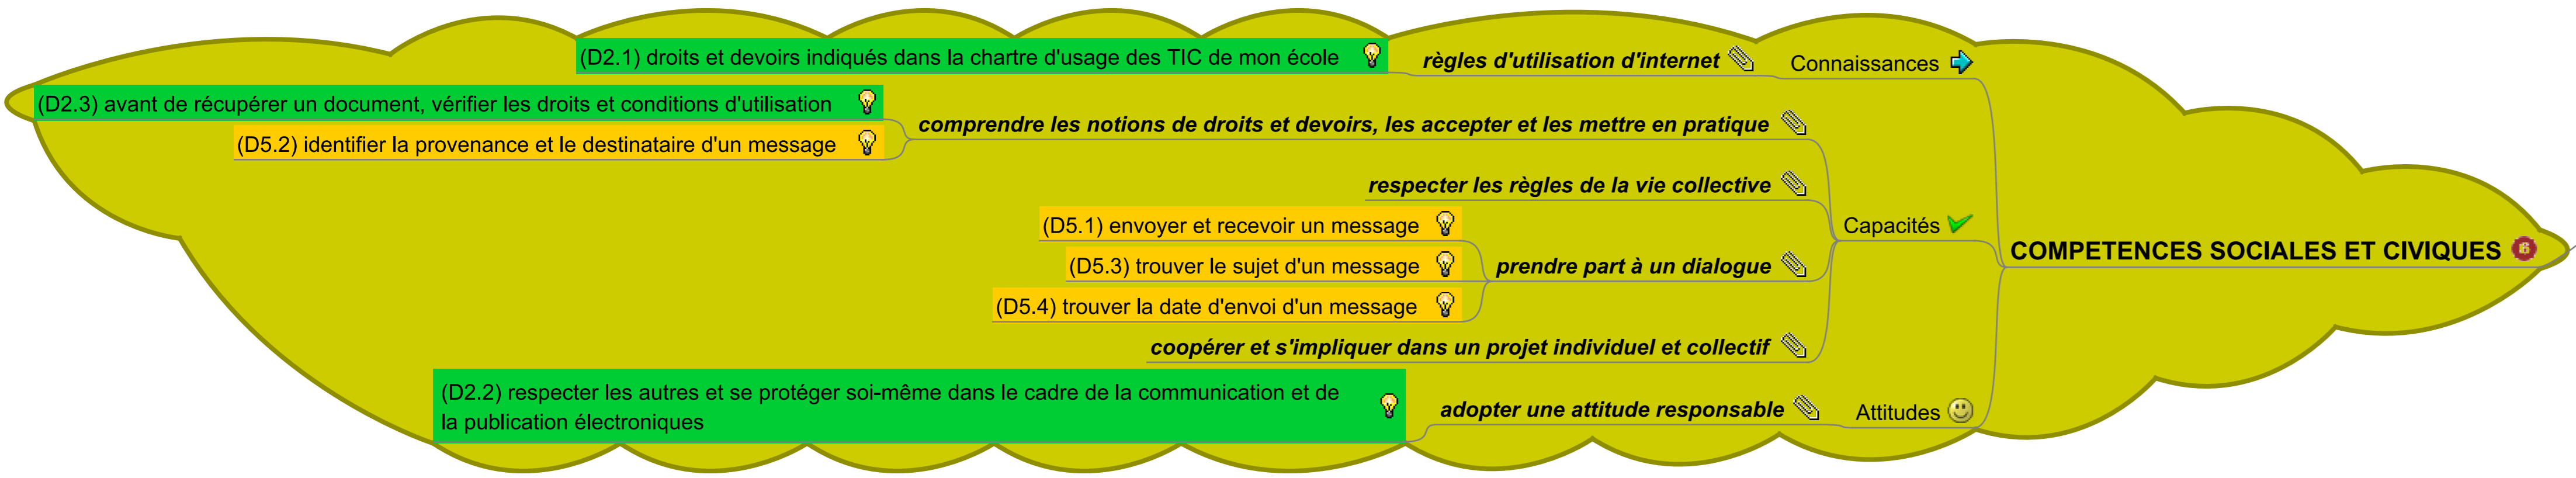 (D2.1) droits et devoirs indiqués dans la chartre d'usage des TIC de mon école
règles d'utilisation d'internet
Connaissances
(D2.3) avant de récupérer un document, vérifier les droits et conditions d'utilisation
(D5.2) identifier la provenance et le destinataire d'un message
comprendre les notions de droits et devoirs, les accepter et les mettre en pratique
respecter les règles de la vie collective
(D5.1) envoyer et recevoir un message
(D5.3) trouver le sujet d'un message
(D5.4) trouver la date d'envoi d'un message
prendre part à un dialogue
coopérer et s'impliquer dans un projet individuel et collectif
Capacités
(D2.2) respecter les autres et se protéger soi-même dans le cadre de la communication et de
la publication électroniques
adopter une attitude responsable
Attitudes
COMPETENCES SOCIALES ET CIVIQUES
6